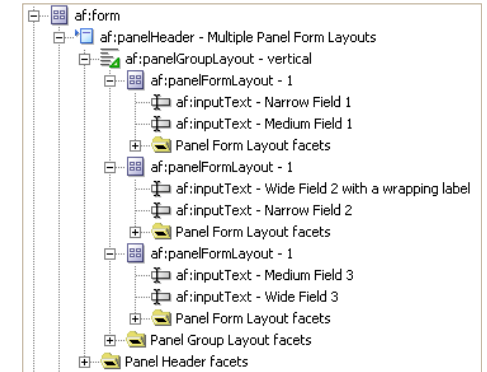 af:form
af:panelHeader - Multiple Panel Form Layouts
af:panelGroupLayout - vertical
af:panelFormLayout - 1
af:inputText - Narrow Field 1
af:inputText - Medium Field 1
Panel Form Layout facets
af:panelFormLayout - 1
af:inputText - Wide Field 2 with a wrapping label
af:inputText - Narrow Field 2
Panel Form Layout facets
af:panelFormLayout - 1
af:inputText - Medium Field 3
af:inputText - Wide Field 3
Panel Form Layout facets
Panel Group Layout facets
Panel Header facets